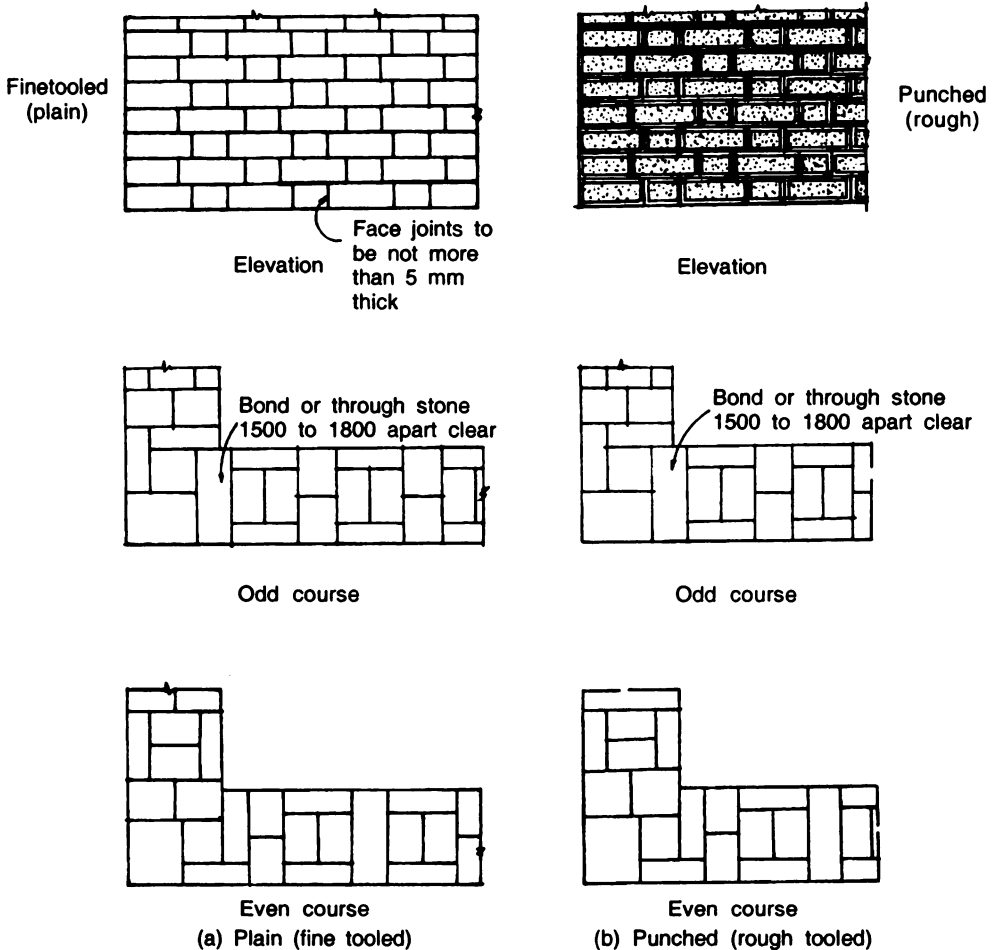 Finetooled
(plain)
Punched
(rough)
Face joints to
be not more
than 5 mm
thick
Elevation
Elevation
Bond or through stone
1500 to 1800 apart clear
Bond or through stone
1500 to 1800 apart clear
Odd course
Odd course
Even course
(a) Plain (fine tooled)
Even course
(b) Punched (rough tooled)